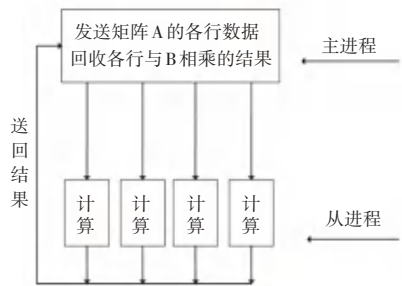 发送矩阵A的各行数据
回收各行与B相乘的结果
主进程
送回结果
计算
计算
计算
计算
从进程